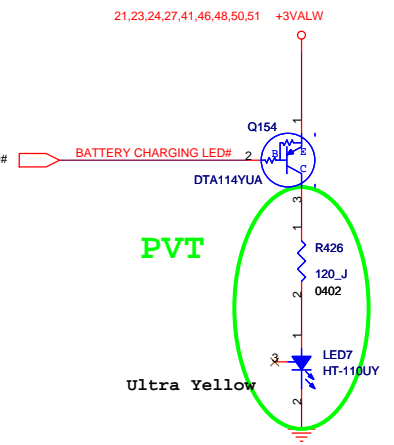 21,23,24,27,41,46,48,50,51 +3VALW
1
Q154
#
BATTERY CHARGING LED#
2
B
E
C
DTA114YUA
3
1
PVT
R426
120_J
2
0402
1
3
LED7
HT-110UY
Ultra Yellow
2